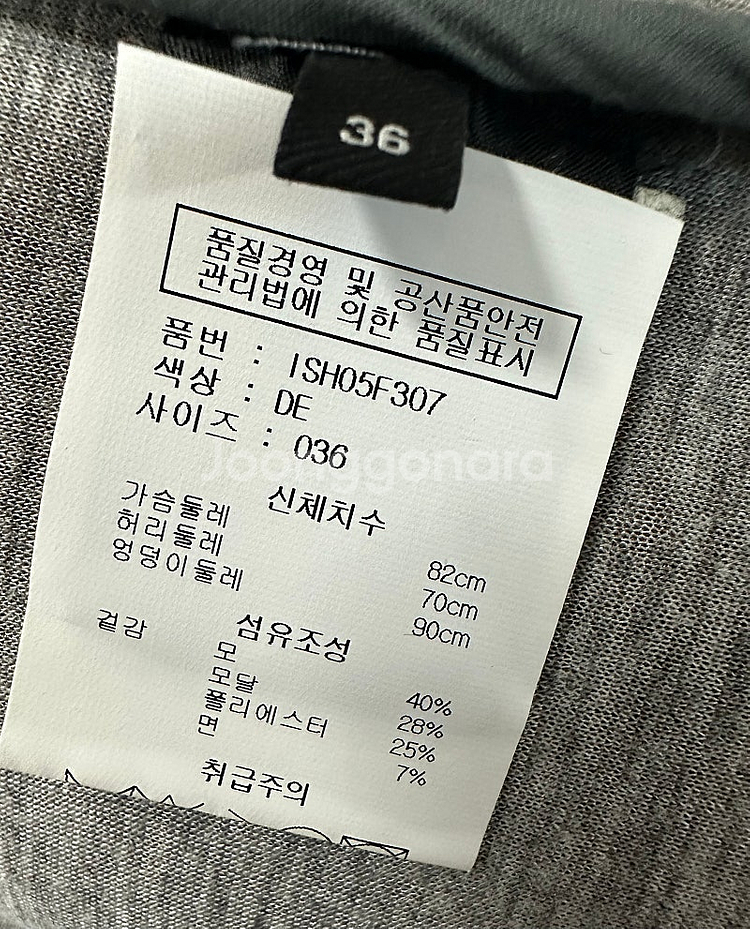 36
품질경영 및 공산품안전
관리법에 의한 품질표시
품번 : ISH05F307
색상 : DE
사이즈 : 036
Joonggonara
신체치수
가슴둘레 82cm
허리둘레 70cm
엉덩이둘레 90cm
섬유조성
겉감 모 40%
모달 28%
폴리에스터 25%
면 7%
취급주의